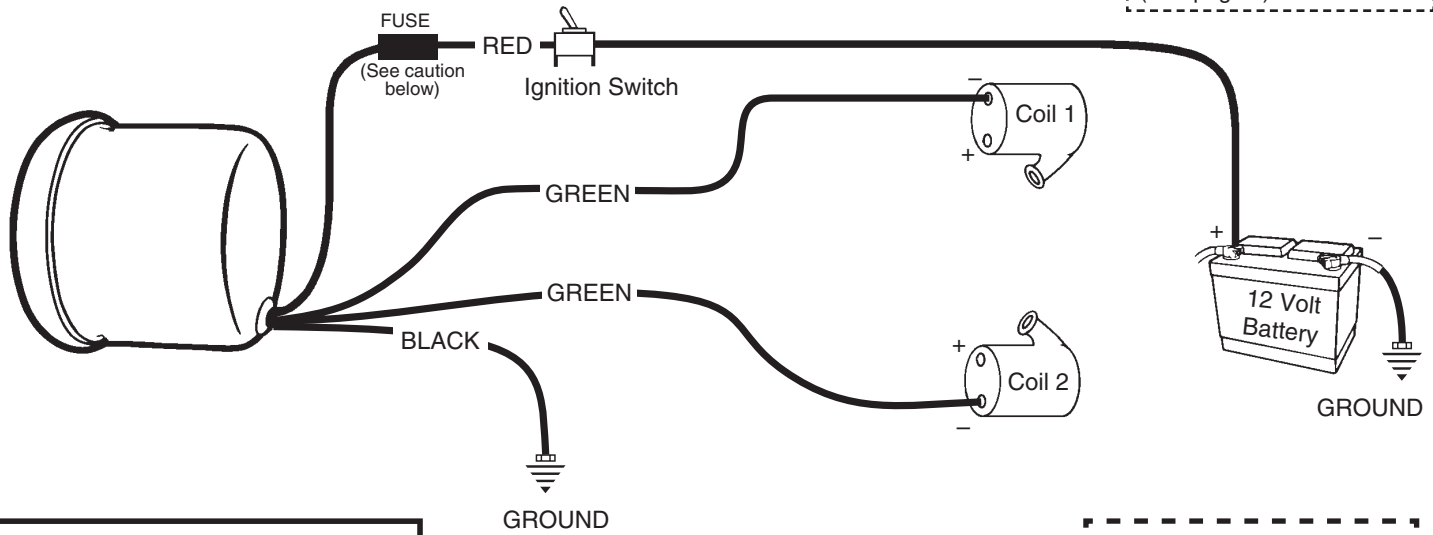 FUSE
RED
(See caution
below)
Ignition Switch
–
Coil 1
+
GREEN
+
–
12 Volt
Battery
GREEN
BLACK
+
Coil 2
–
GROUND
GROUND